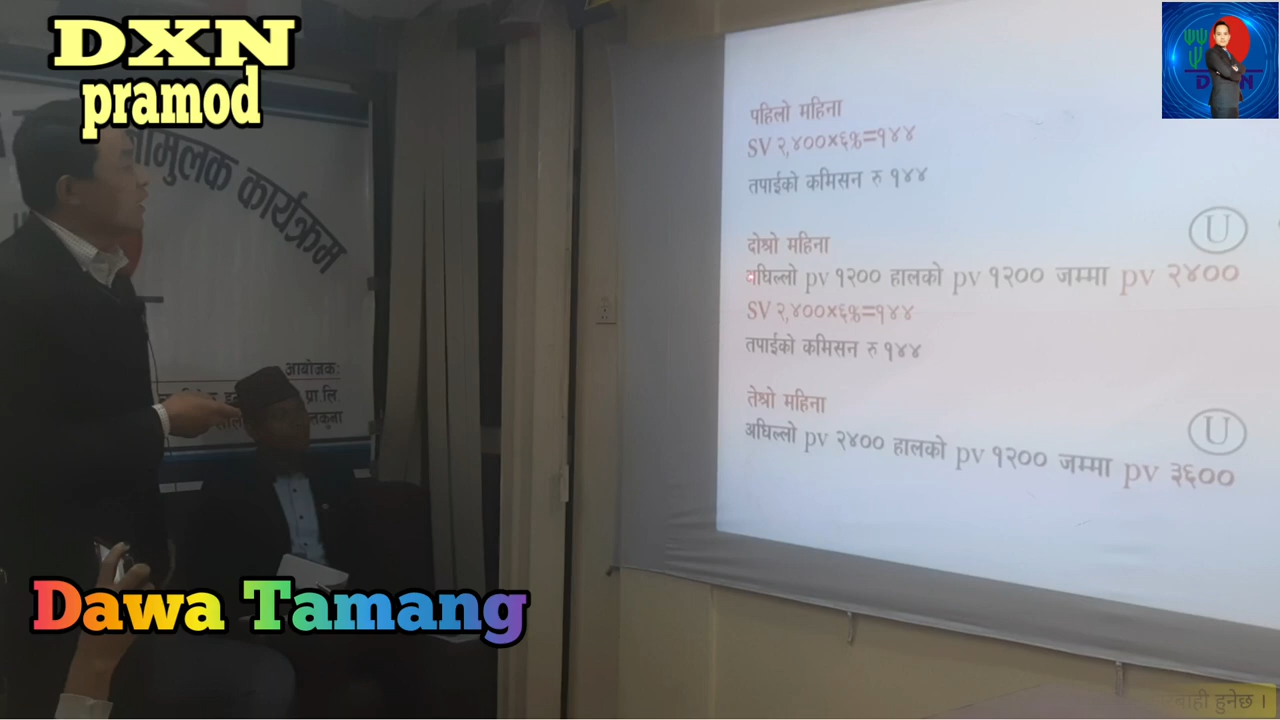 DXN
pramod
कार्यक्रम
आयोजक:
प्रा.लि.
पहिलो महिना
SV २,४००×६%=१४४
तपाईको कमिसन रु १४४
दोश्रो महिना
अघिल्लो pv १२०० हालको pv १२०० जम्मा pv २४००
SV २,४००×६%=१४४
तपाईको कमिसन रु १४४
तेश्रो महिना
अघिल्लो pv २४०० हालको pv १२०० जम्मा pv ३६००
U
U
Dawa Tamang
हुनेछ ।